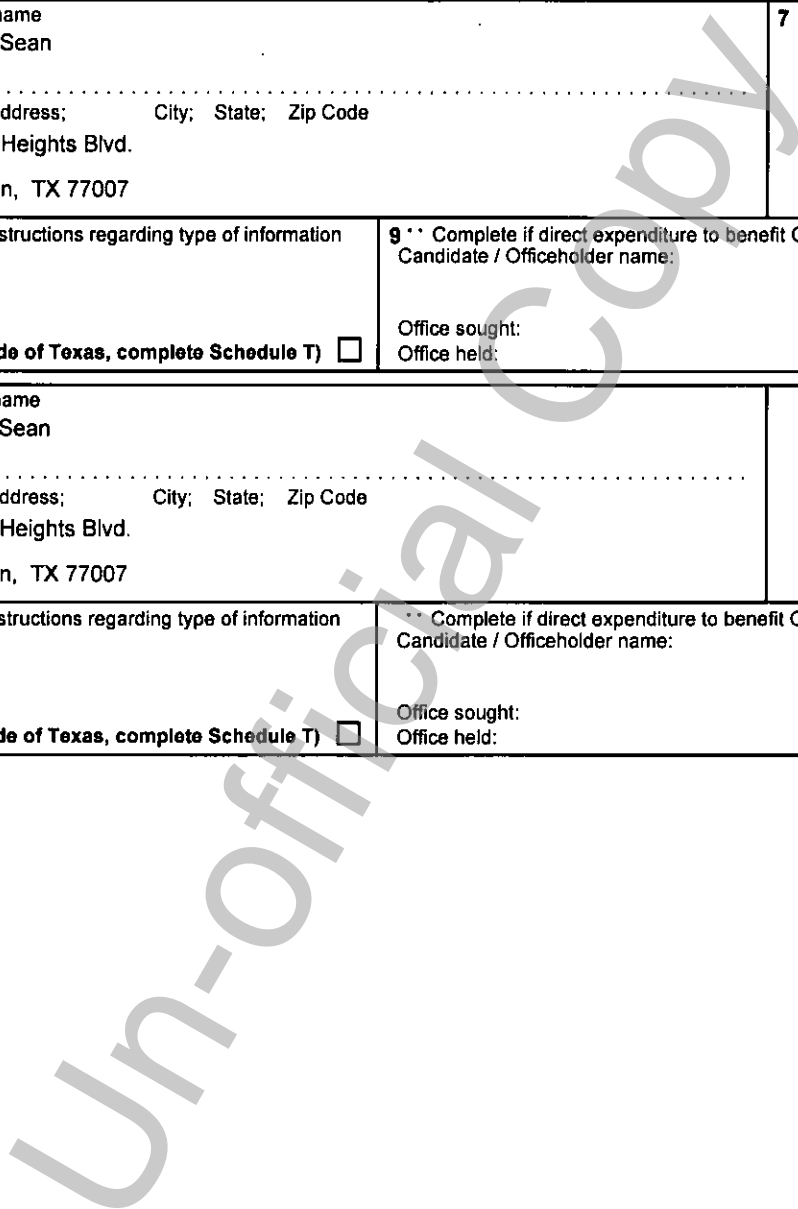 name
7
Sean
address; City; State; Zip Code
Heights Blvd.
n, TX 77007
structions regarding type of information
9 ** Complete if direct expenditure to benefit C
Candidate / Officeholder name:
Office sought:
de of Texas, complete Schedule T)
Office held:
name
Sean
address; City; State; Zip Code
Heights Blvd.
n, TX 77007
structions regarding type of information
** Complete if direct expenditure to benefit C
Candidate / Officeholder name:
Office sought:
de of Texas, complete Schedule T)
Office held:
Un-official Copy